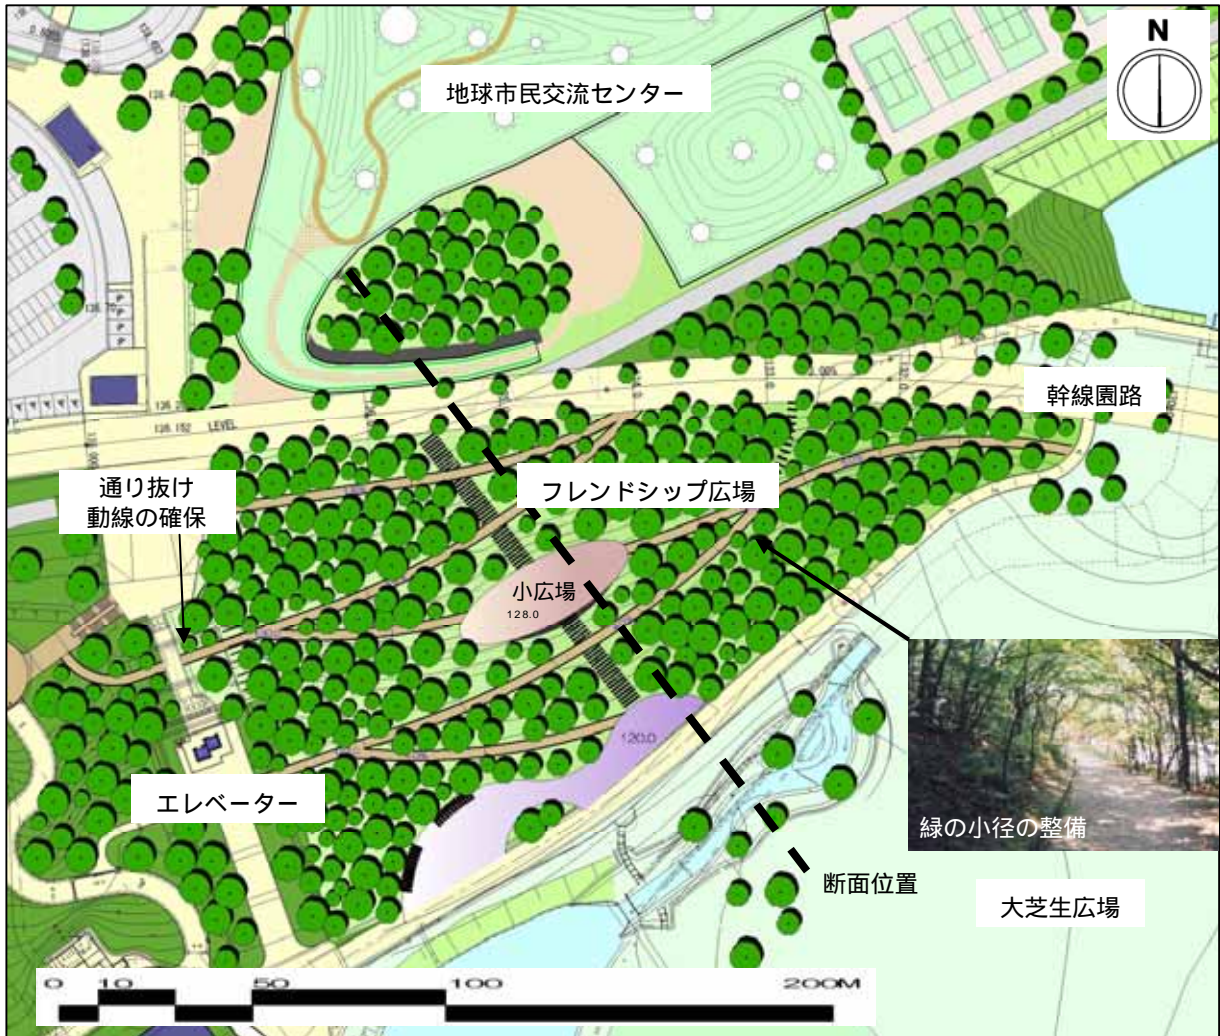 N
地球市民交流センター
幹線園路
136.152 LEVEL
通り抜け
動線の確保
フレンドシップ広場
小広場
128.0
120.0
エレベーター
緑の小径の整備
断面位置
大芝生広場
0 10 50 100 200M
P
P
P
P